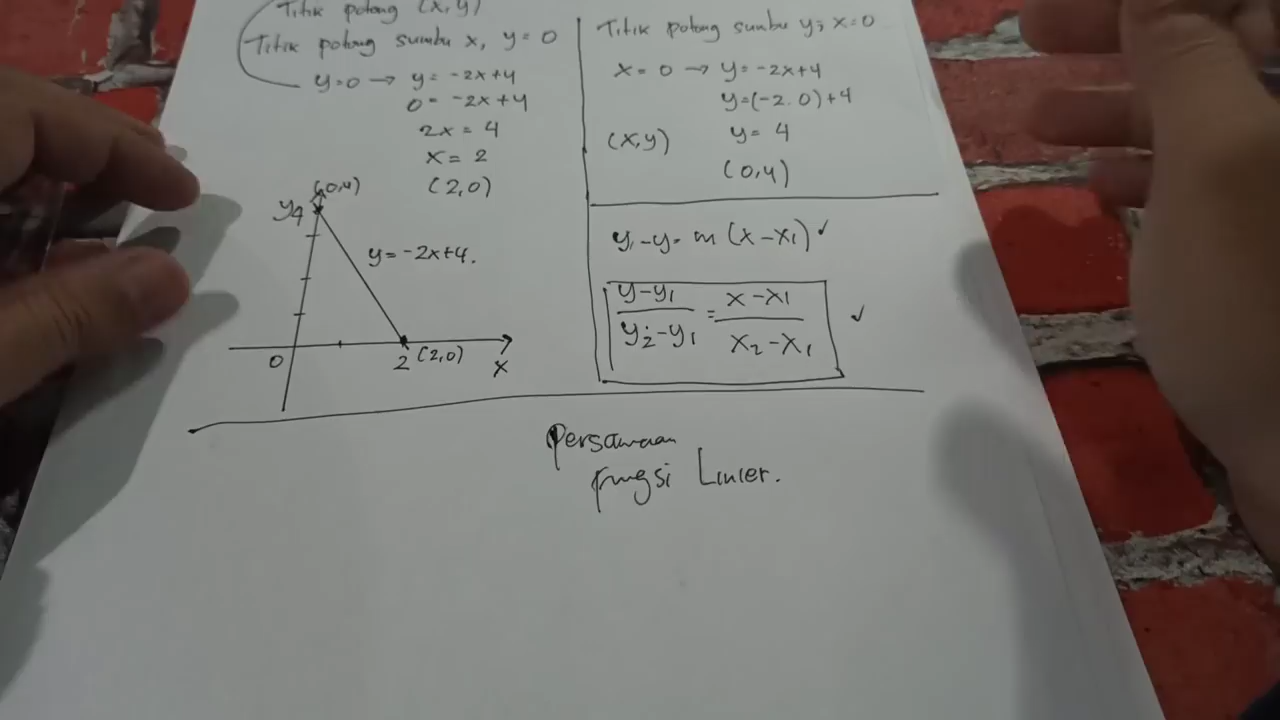 Titik potong (x, y)
Titik potong sumbu x, y = 0
y=0 → y = -2x+4
0 = -2x+4
2x = 4
x = 2
(2,0)
Titik potong sumbu y; x=0
x = 0 → y = -2x+4
y=(-2.0)+4
(x,y)
y = 4
(0,4)
(0,4)
y 4
y = -2x+4.
0
2 (2,0)
x
y₁-y = m (x-x₁) ✓
y-y₁ / y₂-y₁ = x-x₁ / x₂-x₁ ✓
Persamaan
fungsi Linier.